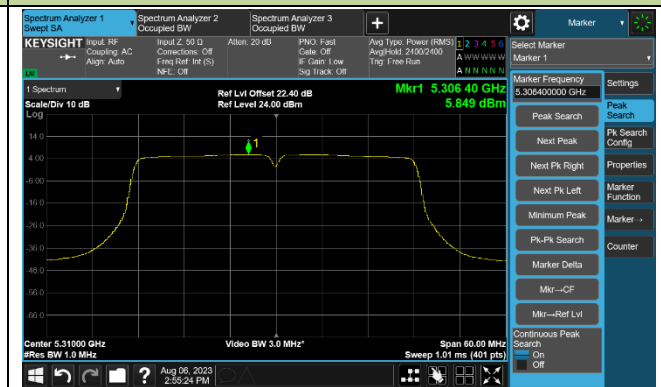 Spectrum Analyzer 1
Swept SA
Spectrum Analyzer 2
Occupied BW
Spectrum Analyzer 3
Occupied BW
Marker
KEYSIGHT
Input: RF
Coupling: AC
Align: Auto
Input Z: 50 Ω
Corrections: Off
Freq Ref: Int (S)
NFE: Off
Atten: 20 dB
PNO: Fast
Gate: Off
IF Gain: Low
Sig Track: Off
Avg Type: Power (RMS)
Avg|Hold: 2400/2400
Trig: Free Run
1 2 3 4 5 6
A W W W W W
A N N N N N
Select Marker
Marker 1
1 Spectrum
Scale/Div 10 dB
Log
Ref Lvl Offset 22.40 dB
Ref Level 24.00 dBm
Mkr1 5.306 40 GHz
5.849 dBm
1
14.0
4.00
-6.00
-16.0
-26.0
-36.0
-46.0
-56.0
-66.0
Center 5.31000 GHz
#Res BW 1.0 MHz
Video BW 3.0 MHz*
Span 60.00 MHz
Sweep 1.01 ms (401 pts)
Marker Frequency
5.306400000 GHz
Peak Search
Next Peak
Next Pk Right
Next Pk Left
Minimum Peak
Pk-Pk Search
Marker Delta
Mkr→CF
Mkr→Ref Lvl
Continuous Peak
Search
On
Off
Settings
Peak
Search
Pk Search
Config
Properties
Marker
Function
Marker→
Counter
Aug 06, 2023
2:55:24 PM